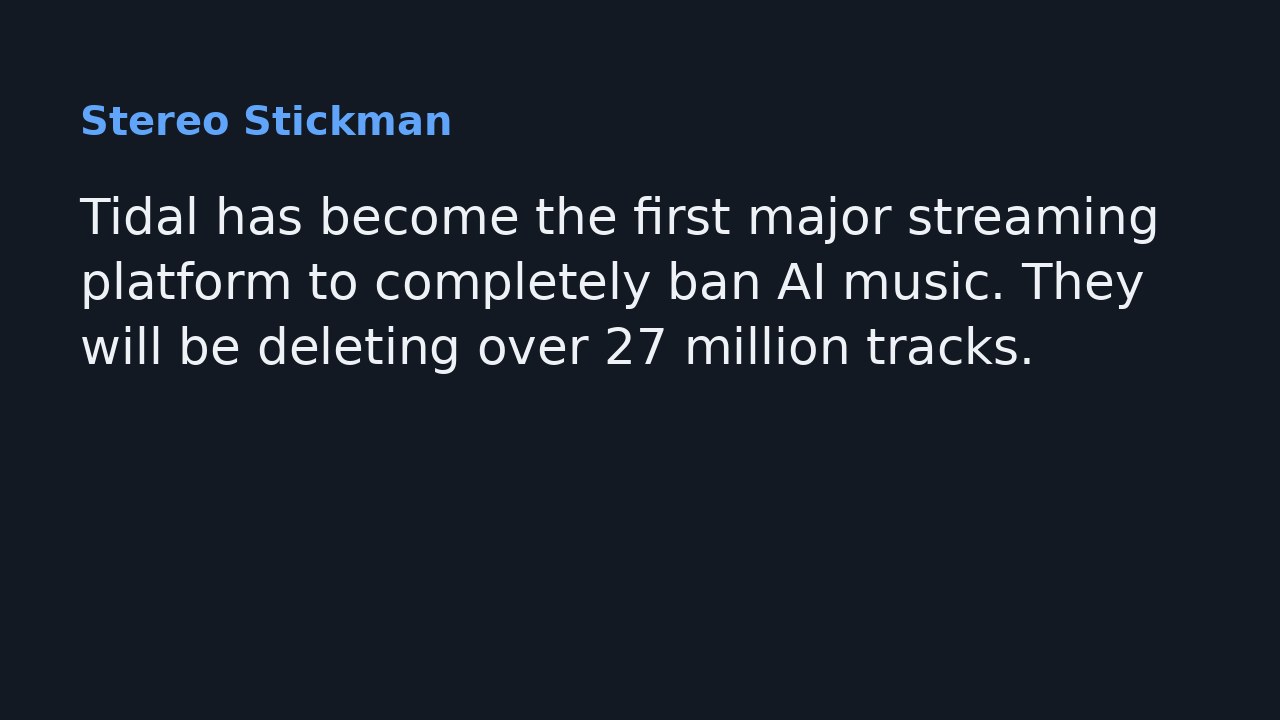 Stereo Stickman
Tidal has become the first major streaming
platform to completely ban AI music. They
will be deleting over 27 million tracks.